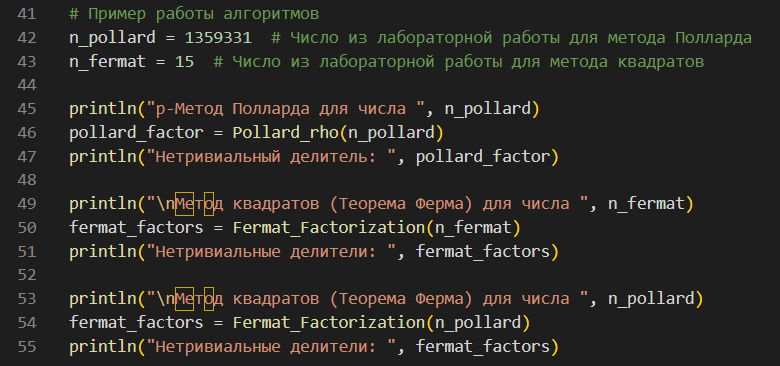 41 # Пример работы алгоритмов
42 n_pollard = 1359331  # Число из лабораторной работы для метода Полларда
43 n_fermat = 15  # Число из лабораторной работы для метода квадратов
44
45 println("p-Метод Полларда для числа ", n_pollard)
46 pollard_factor = Pollard_rho(n_pollard)
47 println("Нетривиальный делитель: ", pollard_factor)
48
49 println("\nМетод квадратов (Теорема Ферма) для числа ", n_fermat)
50 fermat_factors = Fermat_Factorization(n_fermat)
51 println("Нетривиальные делители: ", fermat_factors)
52
53 println("\nМетод квадратов (Теорема Ферма) для числа ", n_pollard)
54 fermat_factors = Fermat_Factorization(n_pollard)
55 println("Нетривиальные делители: ", fermat_factors)